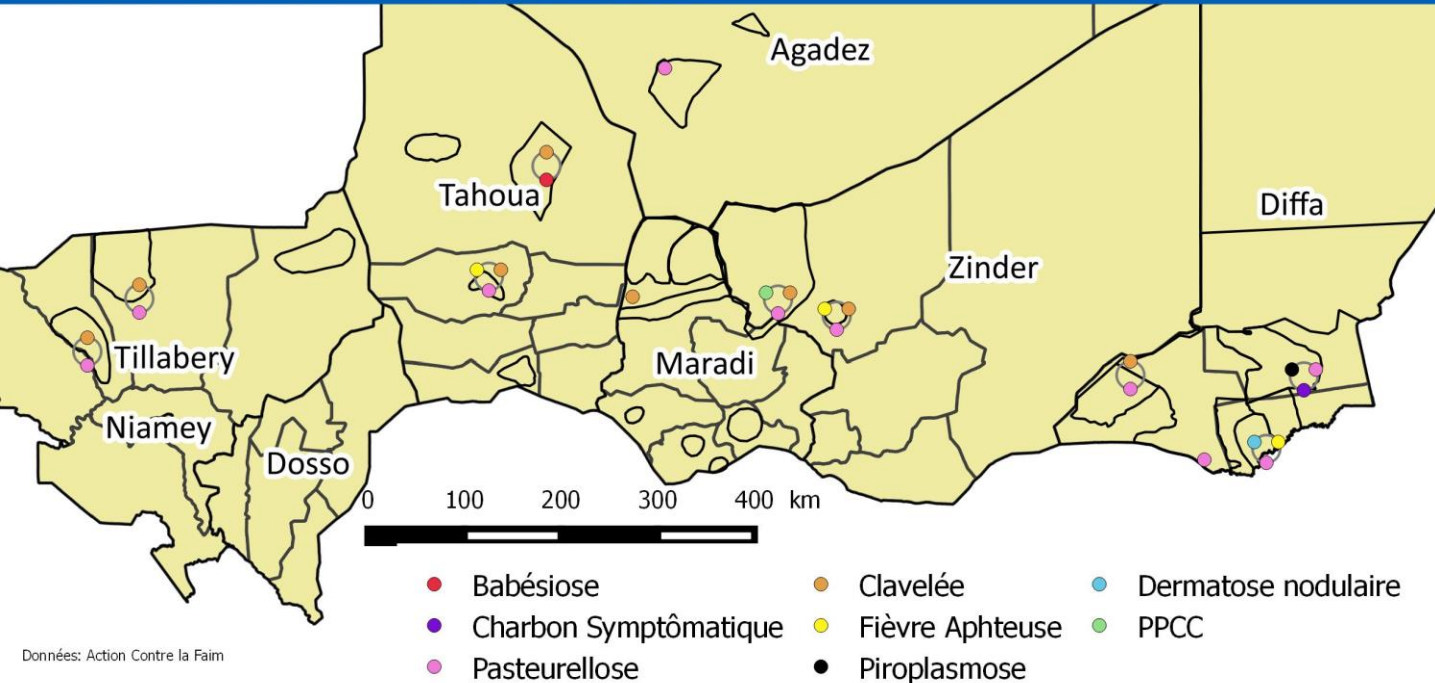 Agadez
Tahoua
Diffa
Zinder
Tillabery
Maradi
Niamey
Dosso
0 100 200 300 400 km
Babésiose
Clavelée
Dermatose nodulaire
Charbon Symptômatique
Fièvre Aphteuse
PPCC
Pasteurellose
Piroplasmose
Données: Action Contre la Faim